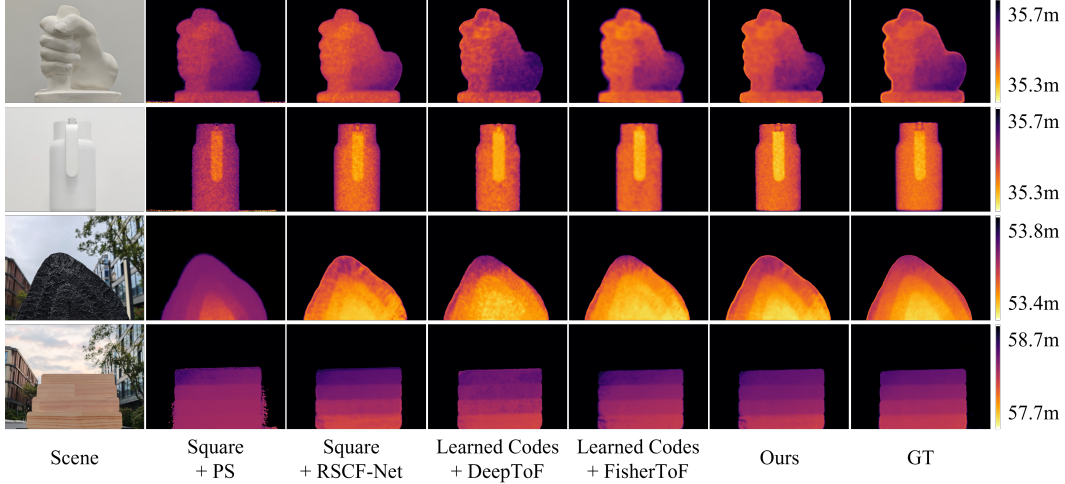 35.7m
35.3m
35.7m
35.3m
53.8m
53.4m
58.7m
57.7m
Scene
Square
+ PS
Square
+ RSCF-Net
Learned Codes
+ DeepToF
Learned Codes
+ FisherToF
Ours
GT